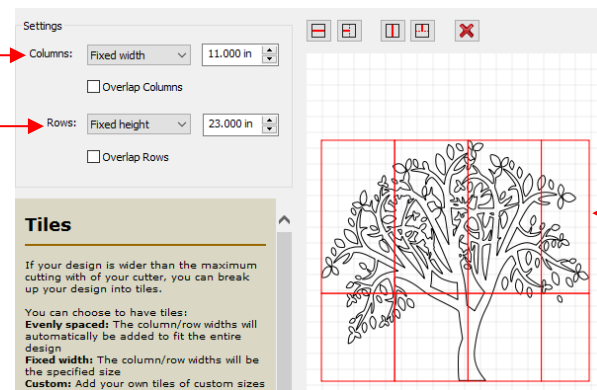 Settings
Columns: Fixed width 11.000 in
Overlap Columns
Rows: Fixed height 23.000 in
Overlap Rows
Tiles
If your design is wider than the maximum
cutting with of your cutter, you can break
up your design into tiles.
You can choose to have tiles:
Evenly spaced: The column/row widths will
automatically be added to fit the entire
design
Fixed width: The column/row widths will be
the specified size
Custom: Add your own tiles of custom sizes